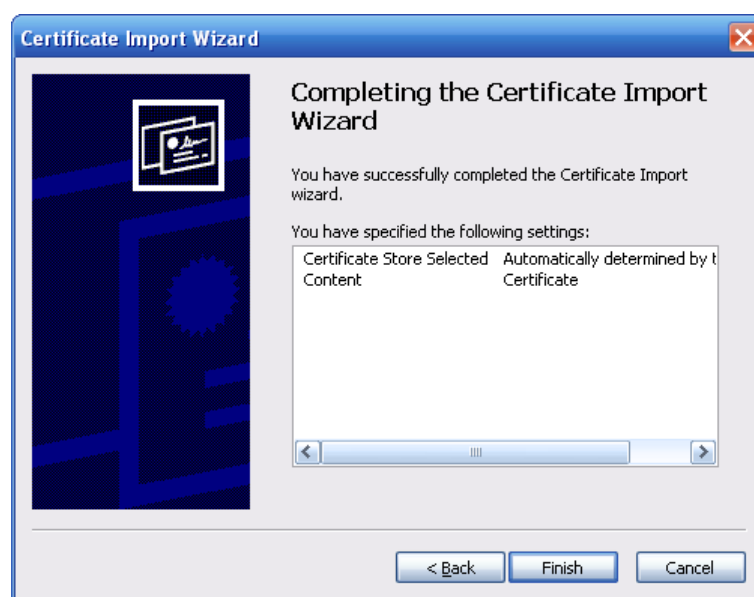 Certificate Import Wizard
Completing the Certificate Import
Wizard
You have successfully completed the Certificate Import
wizard.
You have specified the following settings:
Certificate Store Selected Automatically determined by t
Content Certificate
< Back Finish Cancel